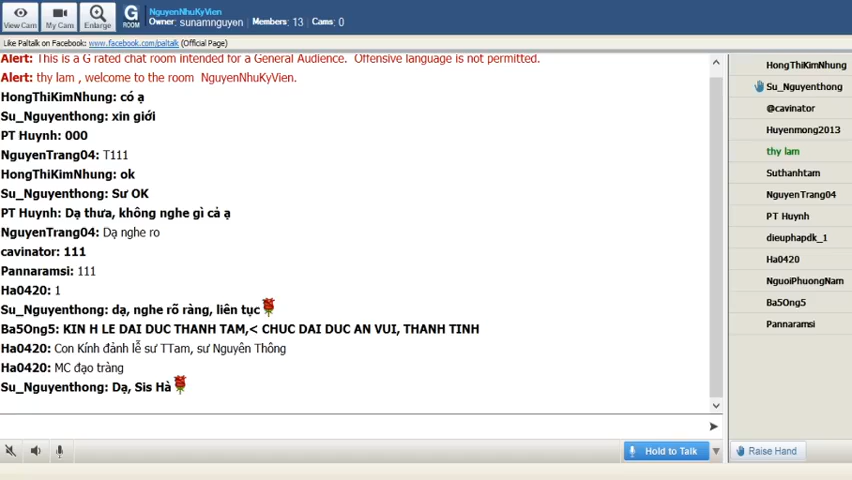 View Cam
My Cam
Enlarge
G
ROOM
NguyenNhuKyVien
Owner: sunamnguyen Members: 13 Cams: 0
Like Paltalk on Facebook: www.facebook.com/paltalk (Official Page)
Alert: This is a G rated chat room intended for a General Audience. Offensive language is not permitted.
Alert: thy lam , welcome to the room NguyenNhuKyVien.
HongThiKimNhung: có ạ
Su_Nguyenthong: xin giới
PT Huynh: 000
NguyenTrang04: T111
HongThiKimNhung: ok
Su_Nguyenthong: Sư OK
PT Huynh: Dạ thưa, không nghe gì cả ạ
NguyenTrang04: Dạ nghe ro
cavinator: 111
Pannaramsi: 111
Ha0420: 1
Su_Nguyenthong: dạ, nghe rõ ràng, liên tục
Ba5Ong5: KIN H LE DAI DUC THANH TAM,< CHUC DAI DUC AN VUI, THANH TINH
Ha0420: Con Kính đảnh lễ sư TTam, sư Nguyên Thông
Ha0420: MC đạo tràng
Su_Nguyenthong: Dạ, Sis Hà
Hold to Talk
HongThiKimNhung
Su_Nguyenthong
@cavinator
Huyenmong2013
thy lam
Suthanhtam
NguyenTrang04
PT Huynh
dieuphapdk_1
Ha0420
NguoiPhuongNam
Ba5Ong5
Pannaramsi
Raise Hand